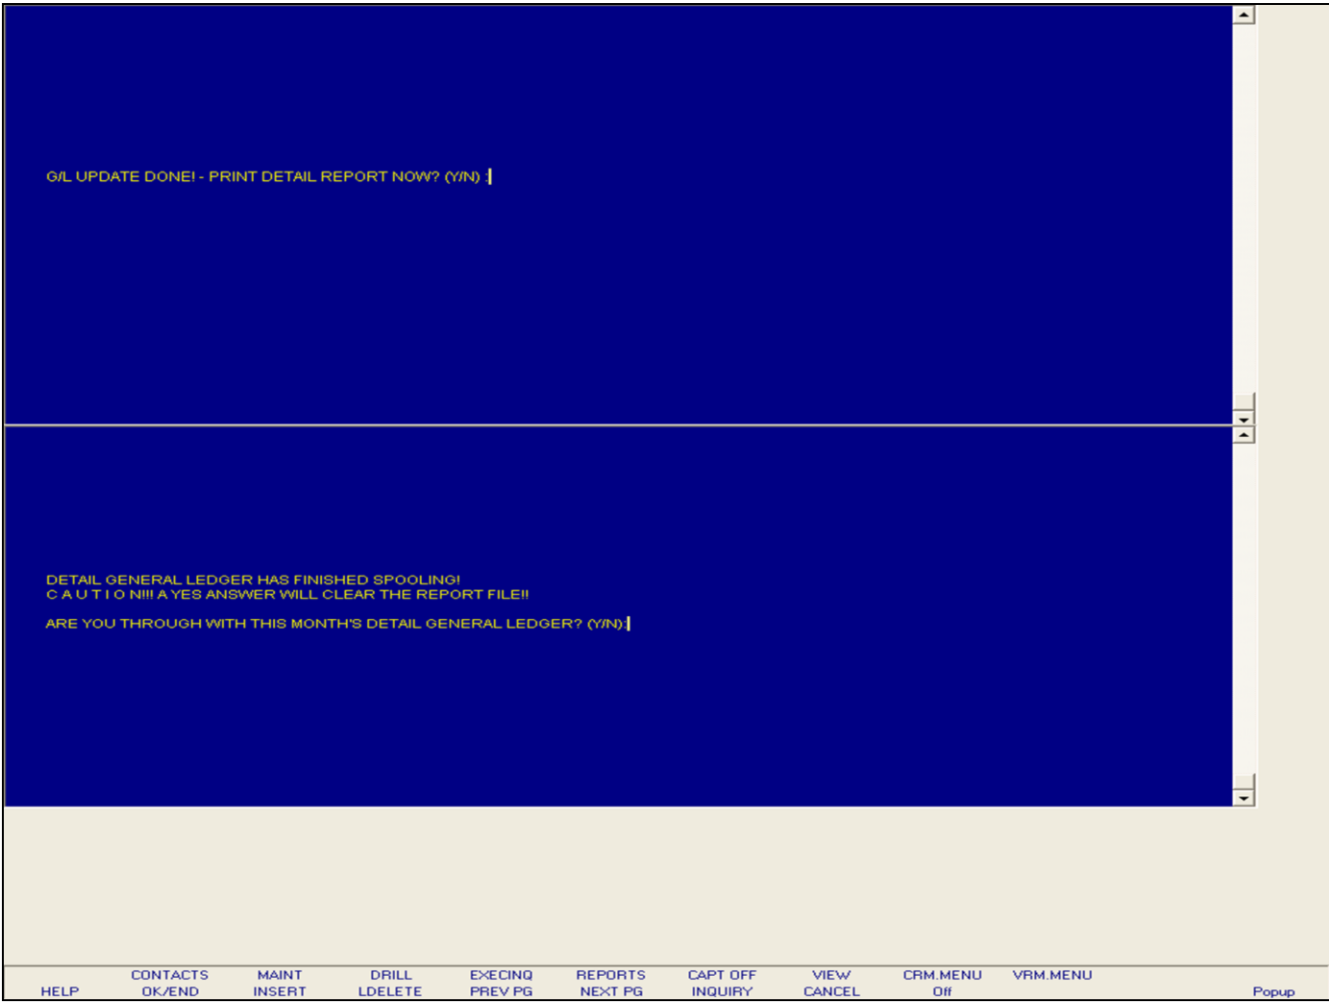 G/L UPDATE DONE! - PRINT DETAIL REPORT NOW? (Y/N) :
DETAIL GENERAL LEDGER HAS FINISHED SPOOLING!
C A U T I O N!!! A YES ANSWER WILL CLEAR THE REPORT FILE!!
ARE YOU THROUGH WITH THIS MONTH'S DETAIL GENERAL LEDGER? (Y/N):
CONTACTS MAINT DRILL EXECINQ REPORTS CAPT OFF VIEW CRM.MENU VRM.MENU
HELP OK/END INSERT LDELETE PREV PG NEXT PG INQUIRY CANCEL Off Popup